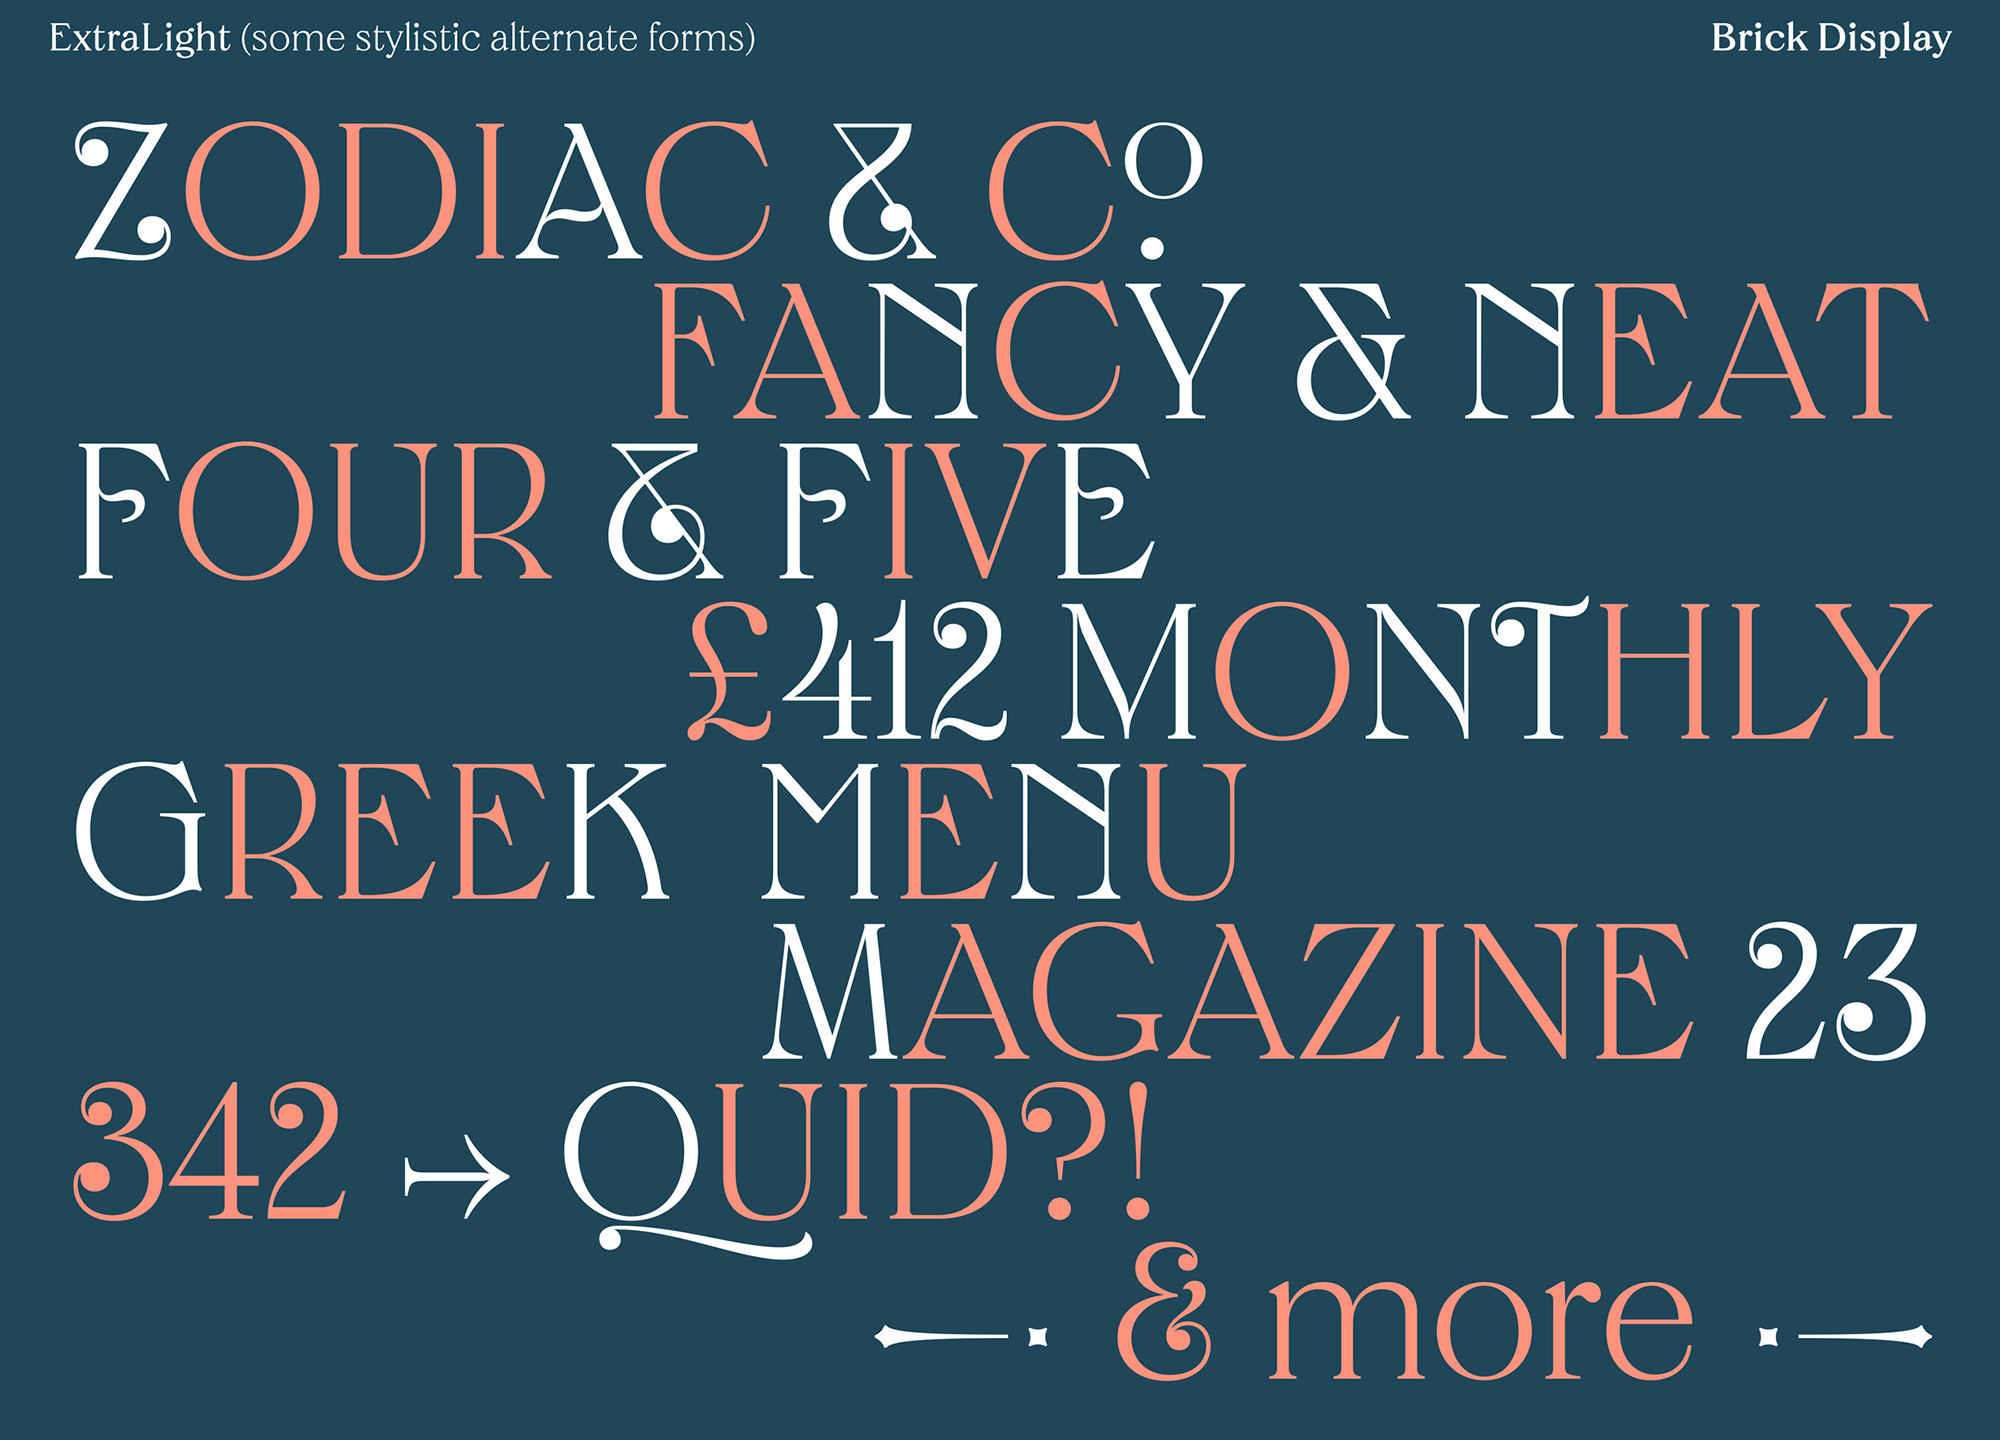 ExtraLight (some stylistic alternate forms)
Brick Display
ZODIAC & Cº.
FANCY & NEAT
FOUR & FIVE
£412 MONTHLY
GREEK MENU
MAGAZINE 23
342 → QUID?!
& more